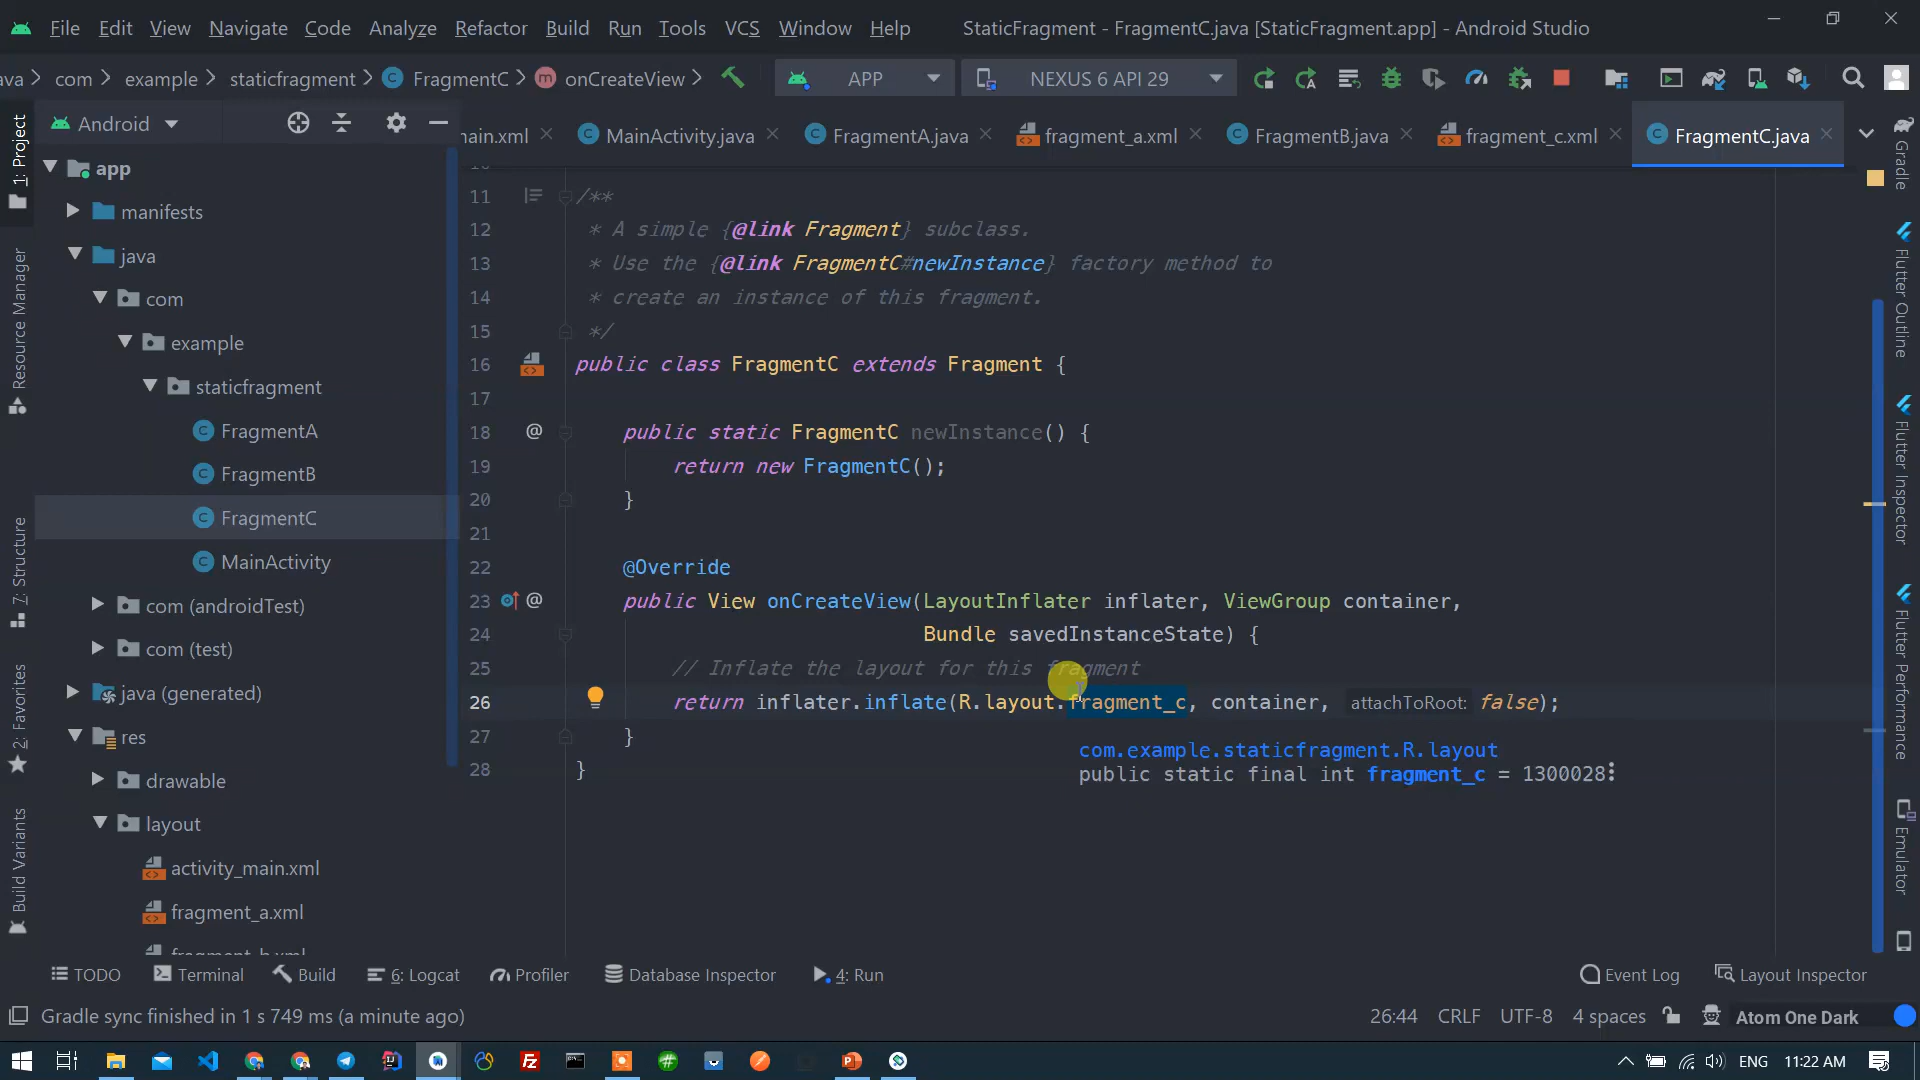 File Edit View Navigate Code Analyze Refactor Build Run Tools VCS Window Help StaticFragment - FragmentC.java [StaticFragment.app] - Android Studio
ava com example staticfragment FragmentC onCreateView APP NEXUS 6 API 29
Android
main.xml MainActivity.java FragmentA.java fragment_a.xml FragmentB.java fragment_c.xml FragmentC.java
1: Project
Resource Manager
7: Structure
2: Favorites
Build Variants
app
manifests
java
com
example
staticfragment
FragmentA
FragmentB
FragmentC
MainActivity
com (androidTest)
com (test)
java (generated)
res
drawable
layout
activity_main.xml
fragment_a.xml
fragment_b.xml
11 /**
12 * A simple {@link Fragment} subclass.
13 * Use the {@link FragmentC#newInstance} factory method to
14 * create an instance of this fragment.
15 */
16 public class FragmentC extends Fragment {
17
18 @ public static FragmentC newInstance() {
19 return new FragmentC();
20 }
21
22 @Override
23 @ public View onCreateView(LayoutInflater inflater, ViewGroup container,
24 Bundle savedInstanceState) {
25 // Inflate the layout for this fragment
26 return inflater.inflate(R.layout.fragment_c, container, attachToRoot: false);
27 }
28 }
com.example.staticfragment.R.layout
public static final int fragment_c = 1300028
Gradle
Flutter Outline
Flutter Inspector
Flutter Performance
Emulator
TODO Terminal Build 6: Logcat Profiler Database Inspector 4: Run Event Log Layout Inspector
Gradle sync finished in 1 s 749 ms (a minute ago) 26:44 CRLF UTF-8 4 spaces Atom One Dark
ENG 11:22 AM